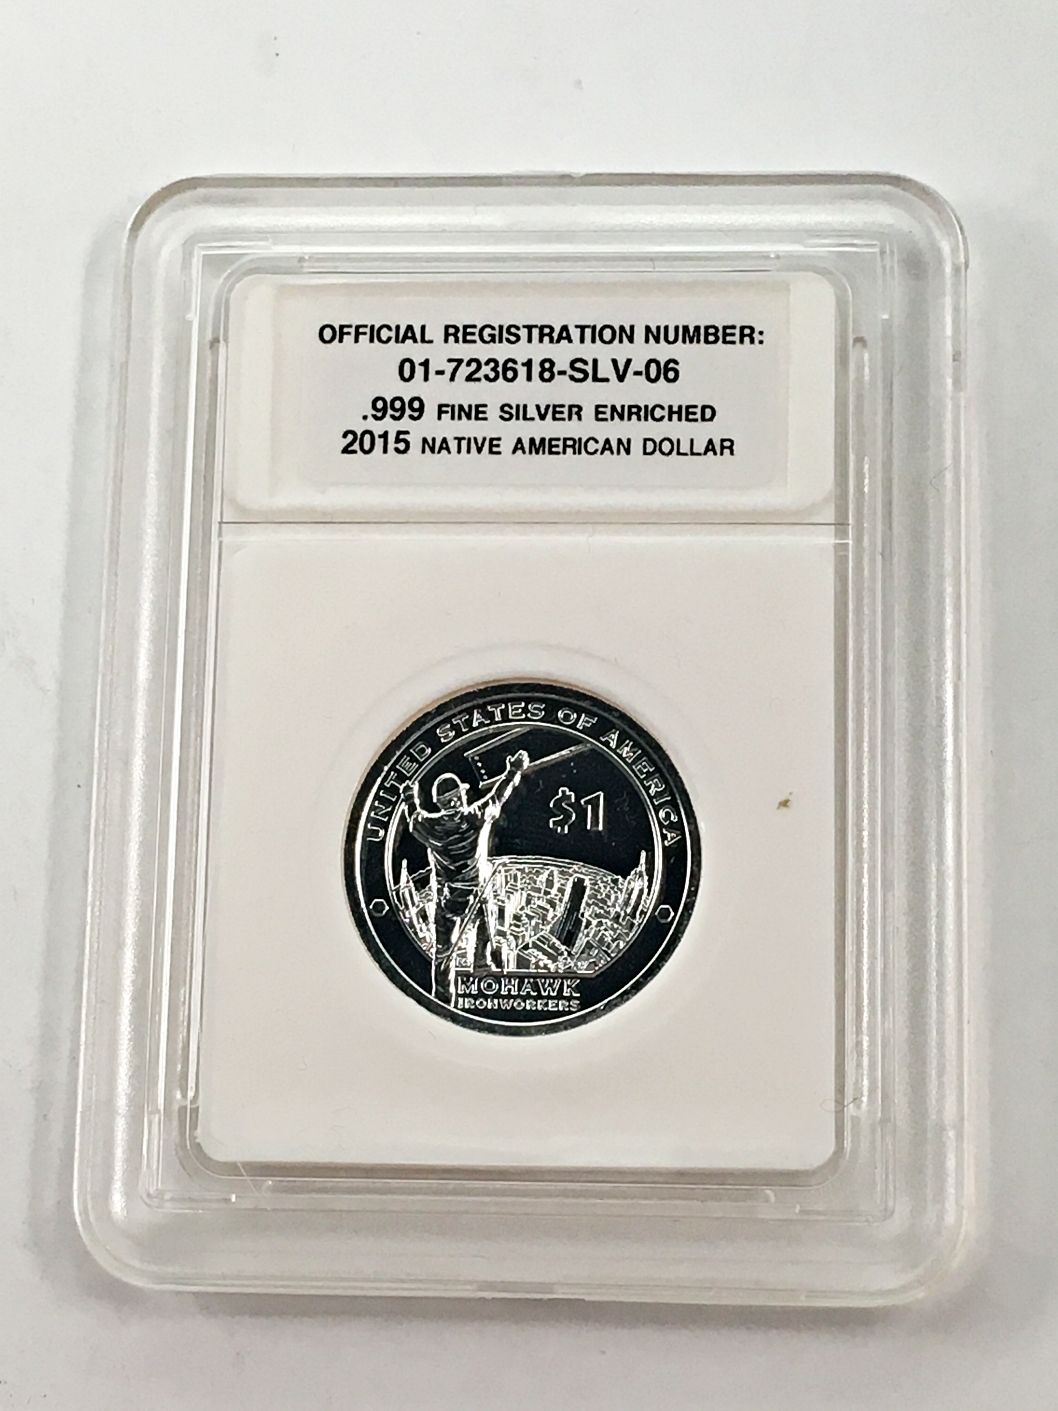 OFFICIAL REGISTRATION NUMBER:
01-723618-SLV-06
.999 FINE SILVER ENRICHED
2015 NATIVE AMERICAN DOLLAR
UNITED STATES OF AMERICA
$1
MOHAWK
IRONWORKERS